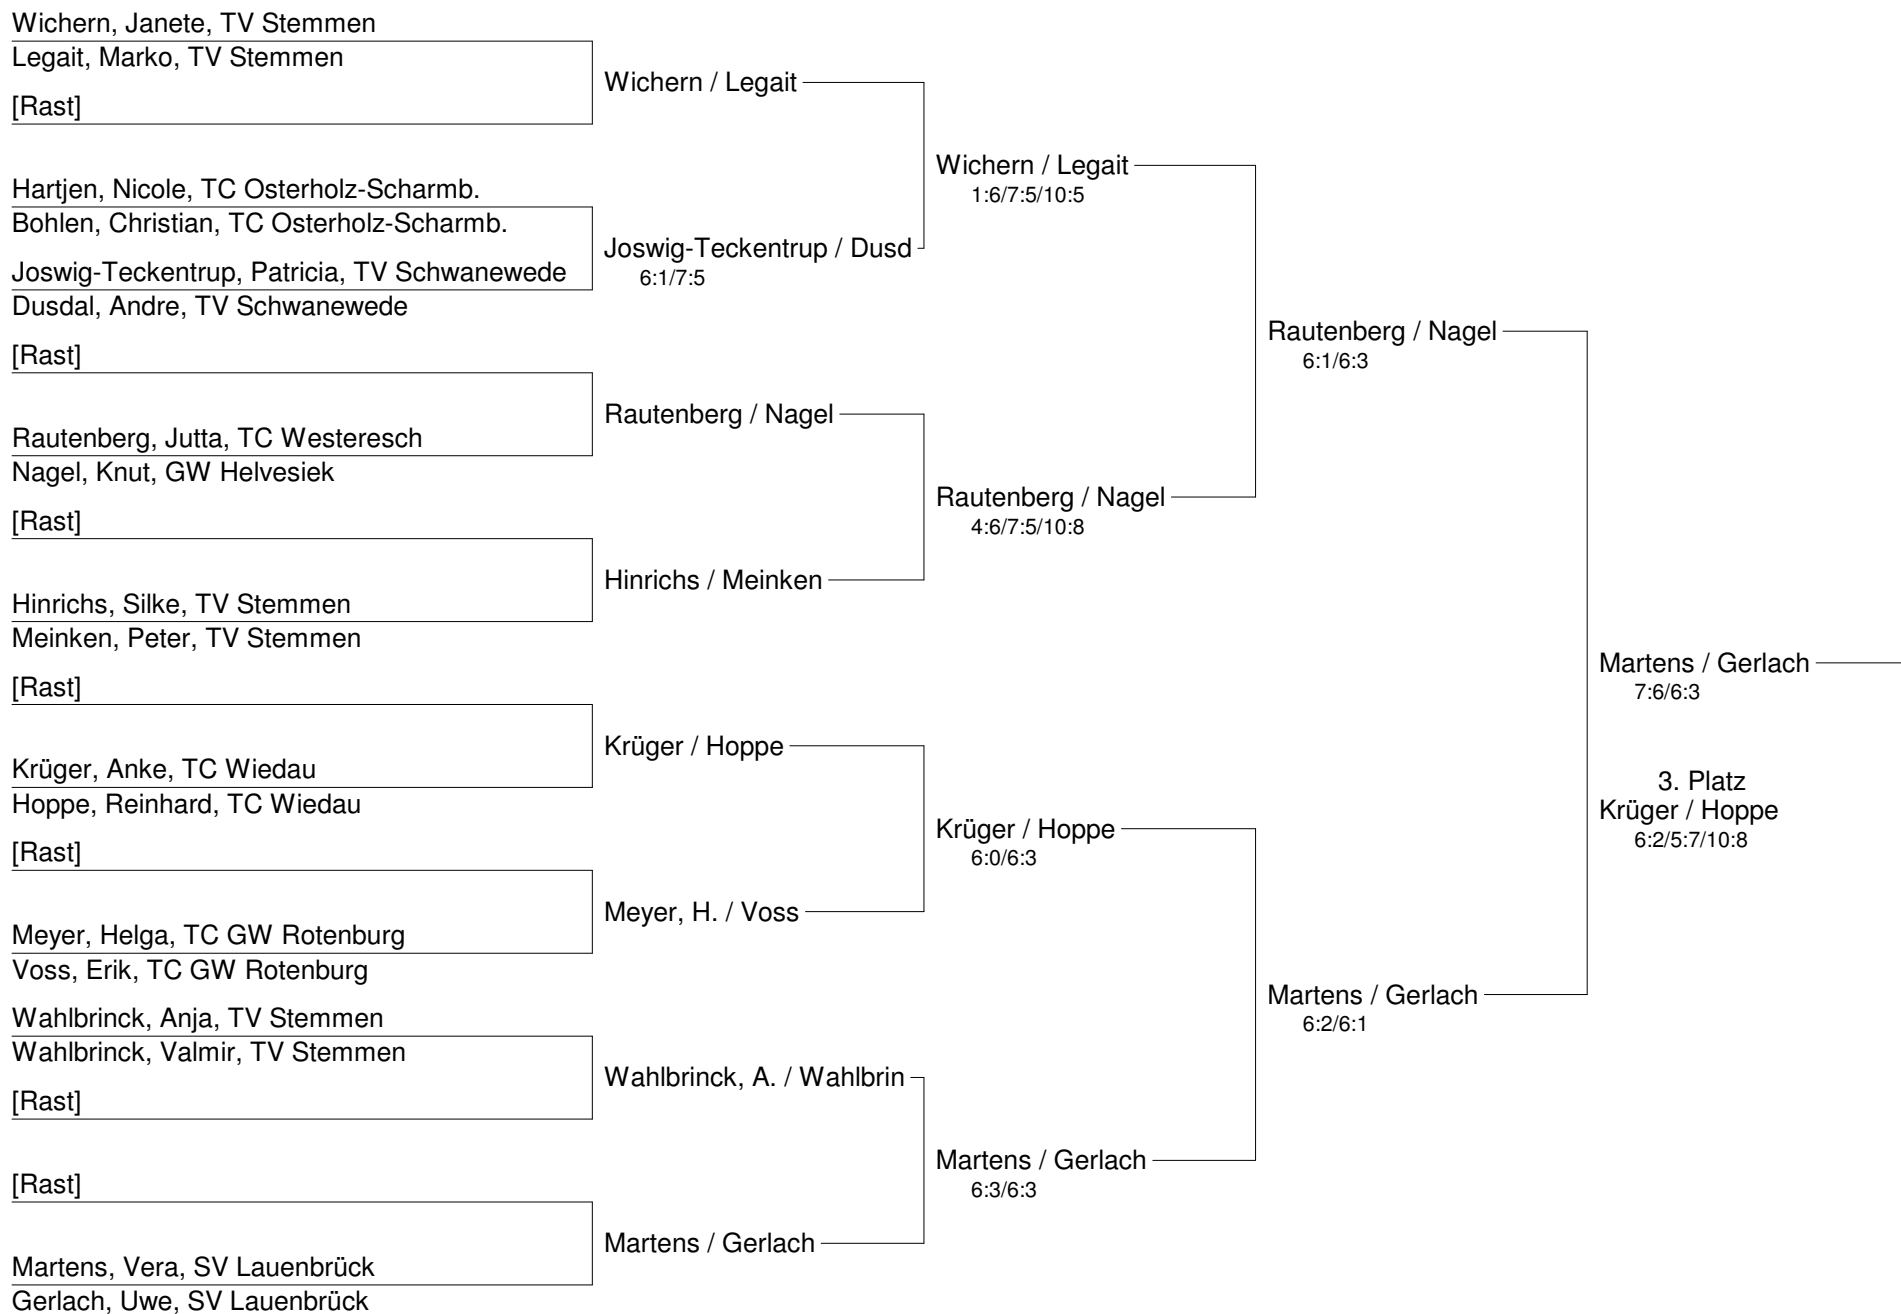 Wichern, Janete, TV Stemmen
Legait, Marko, TV Stemmen
[Rast]
Hartjen, Nicole, TC Osterholz-Scharmb.
Bohlen, Christian, TC Osterholz-Scharmb.
Joswig-Teckentrup, Patricia, TV Schwanewede
Dusdal, Andre, TV Schwanewede
[Rast]
Rautenberg, Jutta, TC Westeresch
Nagel, Knut, GW Helvesiek
[Rast]
Hinrichs, Silke, TV Stemmen
Meinken, Peter, TV Stemmen
[Rast]
Krüger, Anke, TC Wiedau
Hoppe, Reinhard, TC Wiedau
[Rast]
Meyer, Helga, TC GW Rotenburg
Voss, Erik, TC GW Rotenburg
Wahlbrinck, Anja, TV Stemmen
Wahlbrinck, Valmir, TV Stemmen
[Rast]
[Rast]
Martens, Vera, SV Lauenbrück
Gerlach, Uwe, SV Lauenbrück
Wichern / Legait
Joswig-Teckentrup / Dusd
6:1/7:5
Rautenberg / Nagel
Hinrichs / Meinken
Krüger / Hoppe
Meyer, H. / Voss
Wahlbrinck, A. / Wahlbrin
Martens / Gerlach
Wichern / Legait
1:6/7:5/10:5
Rautenberg / Nagel
4:6/7:5/10:8
Krüger / Hoppe
6:0/6:3
Martens / Gerlach
6:3/6:3
Rautenberg / Nagel
6:1/6:3
Martens / Gerlach
6:2/6:1
Martens / Gerlach
7:6/6:3
3. Platz
Krüger / Hoppe
6:2/5:7/10:8